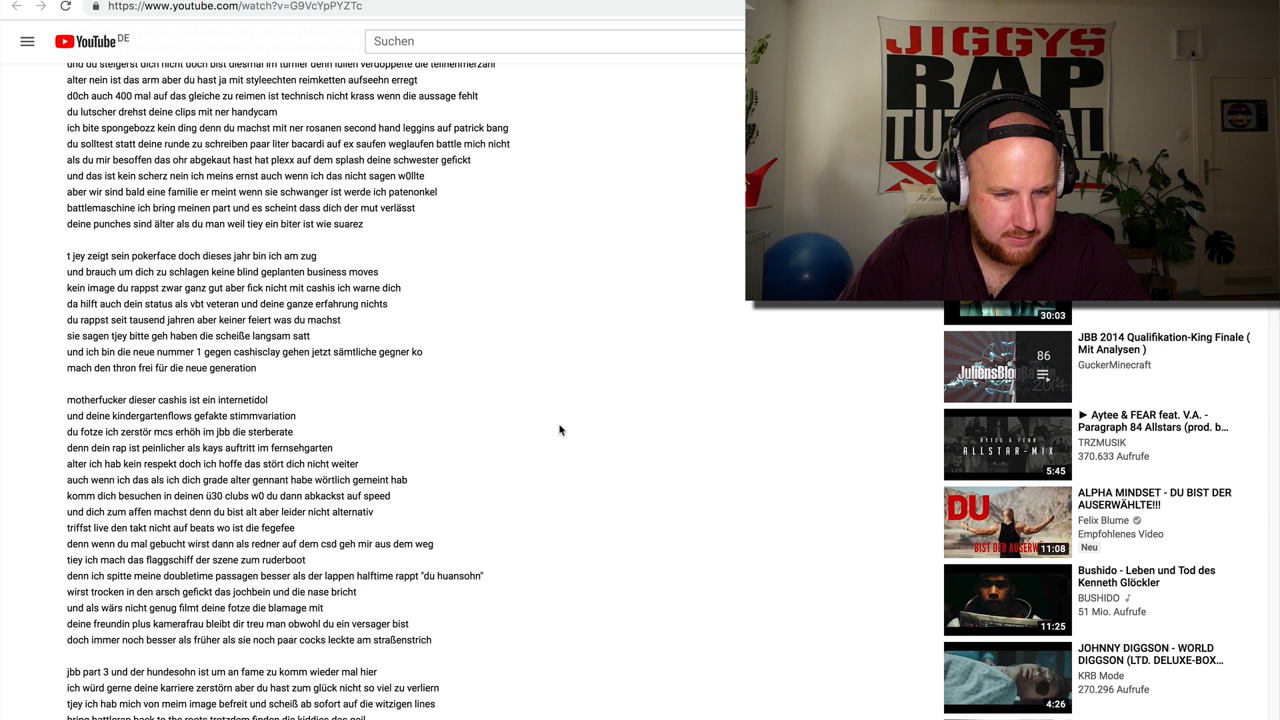 https://www.youtube.com/watch?v=G9VcYpPYZTc
YouTube DE
Suchen
und du steigerst dich nicht doch bist diesmal im turnier denn julien verdoppelte die teilnehmerzahl
alter nein ist das arm aber du hast ja mit styleechten reimketten aufseehn erregt
d0ch auch 400 mal auf das gleiche zu reimen ist technisch nicht krass wenn die aussage fehlt
du lutscher drehst deine clips mit ner handycam
ich bite spongebozz kein ding denn du machst mit ner rosanen second hand leggins auf patrick bang
du solltest statt deine runde zu schreiben paar liter bacardi auf ex saufen weglaufen battle mich nicht
als du mir besoffen das ohr abgekaut hast hat plexx auf dem splash deine schwester gefickt
und das ist kein scherz nein ich meins ernst auch wenn ich das nicht sagen w0llte
aber wir sind bald eine familie er meint wenn sie schwanger ist werde ich patenonkel
battlemaschine ich bring meinen part und es scheint dass dich der mut verlässt
deine punches sind älter als du man weil tiey ein biter ist wie suarez
t jey zeigt sein pokerface doch dieses jahr bin ich am zug
und brauch um dich zu schlagen keine blind geplanten business moves
kein image du rappst zwar ganz gut aber fick nicht mit cashis ich warne dich
da hilft auch dein status als vbt veteran und deine ganze erfahrung nichts
du rappst seit tausend jahren aber keiner feiert was du machst
sie sagen tjey bitte geh haben die scheiße langsam satt
und ich bin die neue nummer 1 gegen cashisclay gehen jetzt sämtliche gegner ko
mach den thron frei für die neue generation
motherfucker dieser cashis ist ein internetidol
und deine kindergartenflows gefakte stimmvariation
du fotze ich zerstör mcs erhöh im jbb die sterberate
denn dein rap ist peinlicher als kays auftritt im fernsehgarten
alter ich hab kein respekt doch ich hoffe das stört dich nicht weiter
auch wenn ich das als ich dich grade alter gennant habe wörtlich gemeint hab
komm dich besuchen in deinen ü30 clubs w0 du dann abkackst auf speed
und dich zum affen machst denn du bist alt aber leider nicht alternativ
triffst live den takt nicht auf beats wo ist die fegefee
denn wenn du mal gebucht wirst dann als redner auf dem csd geh mir aus dem weg
tiey ich mach das flaggschiff der szene zum ruderboot
denn ich spitte meine doubletime passagen besser als der lappen halftime rappt "du huansohn"
wirst trocken in den arsch gefickt das jochbein und die nase bricht
und als wärs nicht genug filmt deine fotze die blamage mit
deine freundin plus kamerafrau bleibt dir treu man obwohl du ein versager bist
doch immer noch besser als früher als sie noch paar cocks leckte am straßenstrich
jbb part 3 und der hundesohn ist um an fame zu komm wieder mal hier
ich würd gerne deine karriere zerstörn aber du hast zum glück nicht so viel zu verliern
tjey ich hab mich von meim image befreit und scheiß ab sofort auf die witzigen lines
bring battlerap back to the roots trotzdem finden die kiddies das geil
JIGGYS
RAP
TUTORIAL
30:03
JBB 2014 Qualifikation-King Finale (
Mit Analysen )
GuckerMinecraft
86
JuliensBlogBattle
2014
► Aytee & FEAR feat. V.A. -
Paragraph 84 Allstars (prod. b...
TRZMUSIK
370.633 Aufrufe
AYTEE & FEAR
ALLSTAR-MIX
5:45
ALPHA MINDSET - DU BIST DER
AUSERWÄHLTE!!!
Felix Blume
Empfohlenes Video
Neu
DU
BIST DER AUSERW
11:08
Bushido - Leben und Tod des
Kenneth Glöckler
BUSHIDO
51 Mio. Aufrufe
11:25
JOHNNY DIGGSON - WORLD
DIGGSON (LTD. DELUXE-BOX...
KRB Mode
270.296 Aufrufe
4:26